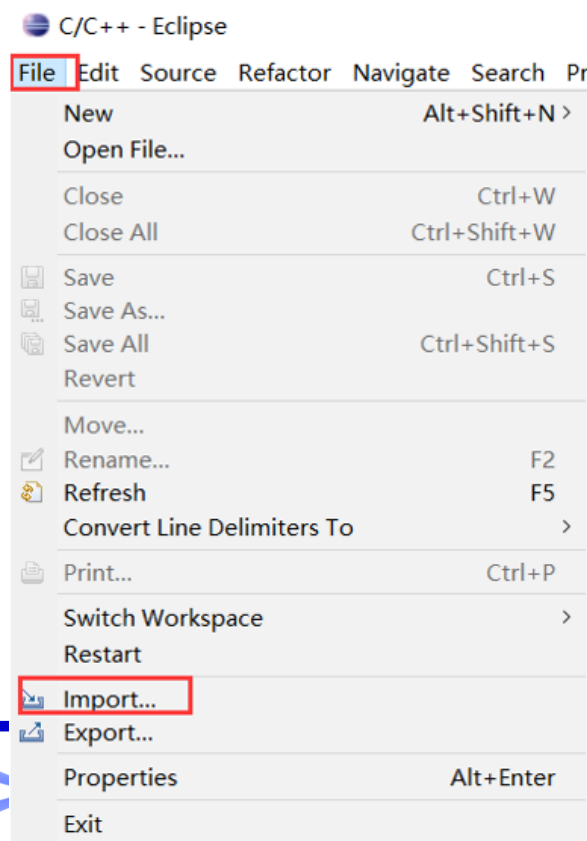 C/C++ - Eclipse
File Edit Source Refactor Navigate Search
New Alt+Shift+N >
Open File...
Close Ctrl+W
Close All Ctrl+Shift+W
Save Ctrl+S
Save As...
Save All Ctrl+Shift+S
Revert
Move...
Rename... F2
Refresh F5
Convert Line Delimiters To >
Print... Ctrl+P
Switch Workspace >
Restart
Import...
Export...
Properties Alt+Enter
Exit